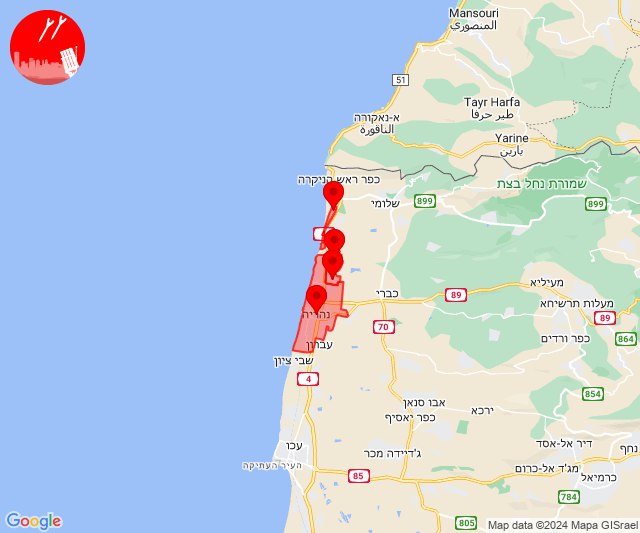 Mansouri
المنصوري
51
Tayr Harfa
طير حرفا
א-נאקורה
الناقورة
Yarine
يارين
כפר ראש הניקרה
שמורת נחל בצת
899
שלומי
899
מעיליא
כברי
89
מעלות תרשיחא
נהריה
89
70
כפר ורדים
864
עברון
שבי ציון
4
854
אבו סנאן
ירכא
כפר יאסיף
עכו
דיר אל-אסד
נחף
ג'דיידה מכר
העיר העתיקה
מג'ד אל-כרום
85
כרמיאל
784
Google
805
Map data ©2024 Mapa GISrael